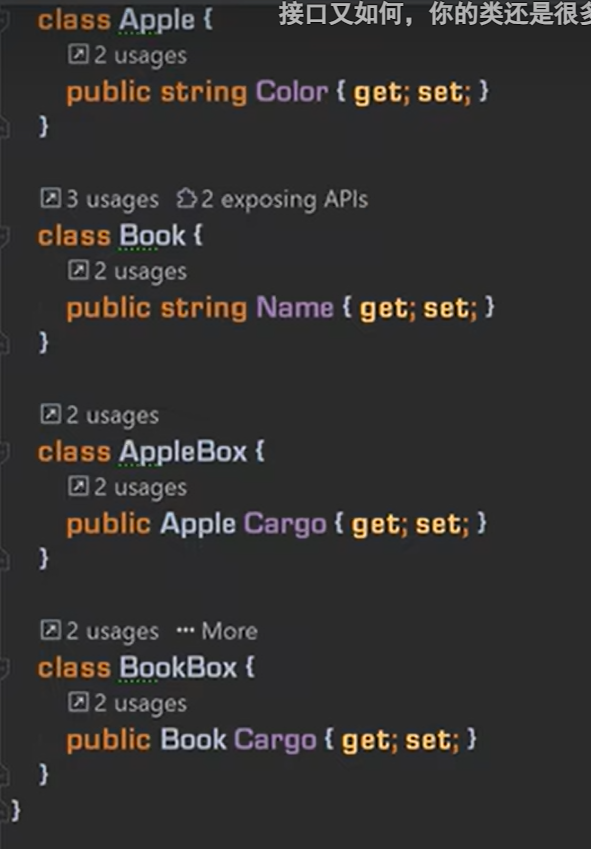 接口又如何，你的类还是很多
class Apple {
2 usages
public string Color { get; set; }
}
3 usages 2 exposing APIs
class Book {
2 usages
public string Name { get; set; }
}
2 usages
class AppleBox {
2 usages
public Apple Cargo { get; set; }
}
2 usages ··· More
class BookBox {
2 usages
public Book Cargo { get; set; }
}
}